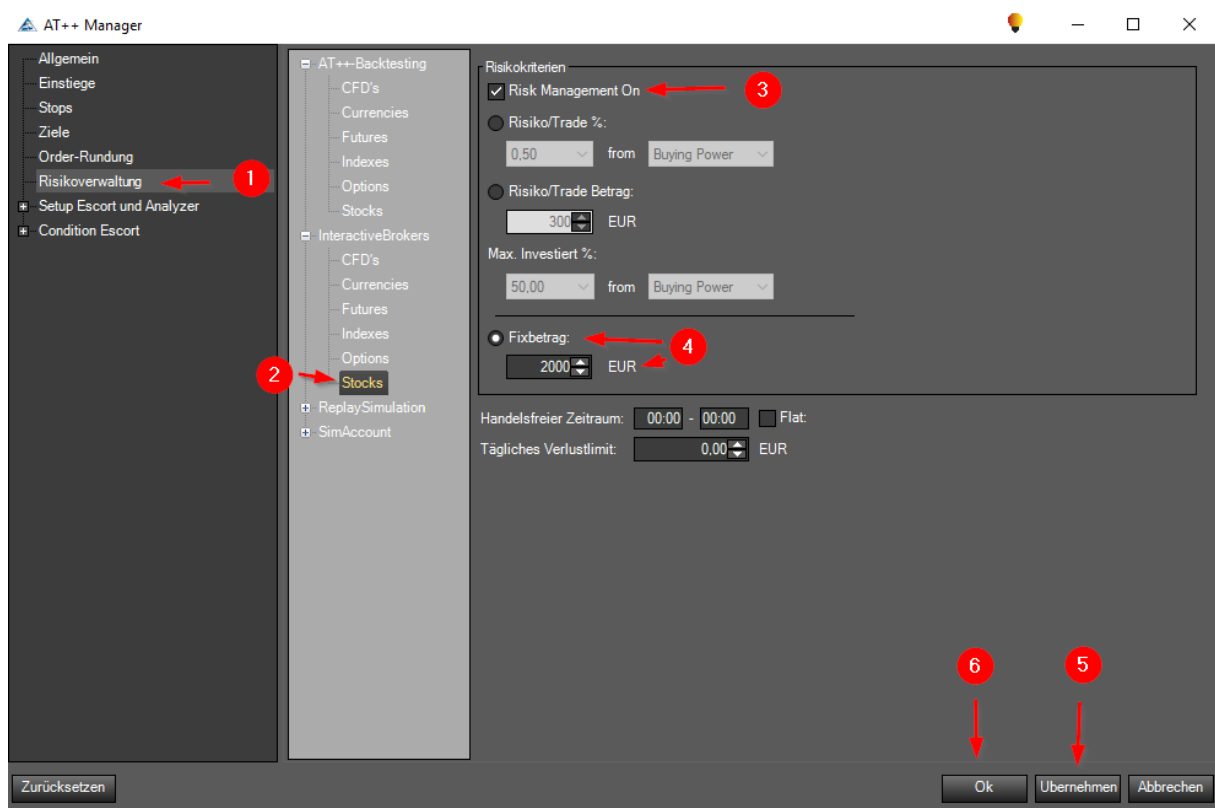 AT++ Manager
Allgemein
Einstiege
Stops
Ziele
Order-Rundung
Risikoverwaltung
1
Setup Escort und Analyzer
Condition Escort
AT++-Backtesting
CFD's
Currencies
Futures
Indexes
Options
Stocks
InteractiveBrokers
CFD's
Currencies
Futures
Indexes
Options
2
Stocks
ReplaySimulation
SimAccount
Risikokriterien
Risk Management On
3
Risiko/Trade %:
0,50 from Buying Power
Risiko/Trade Betrag:
300 EUR
Max. Investiert %:
50,00 from Buying Power
Fixbetrag:
4
2000 EUR
Handelsfreier Zeitraum: 00:00 - 00:00 Flat:
Tägliches Verlustlimit: 0,00 EUR
6
5
Zurücksetzen
Ok
Ubernehmen
Abbrechen